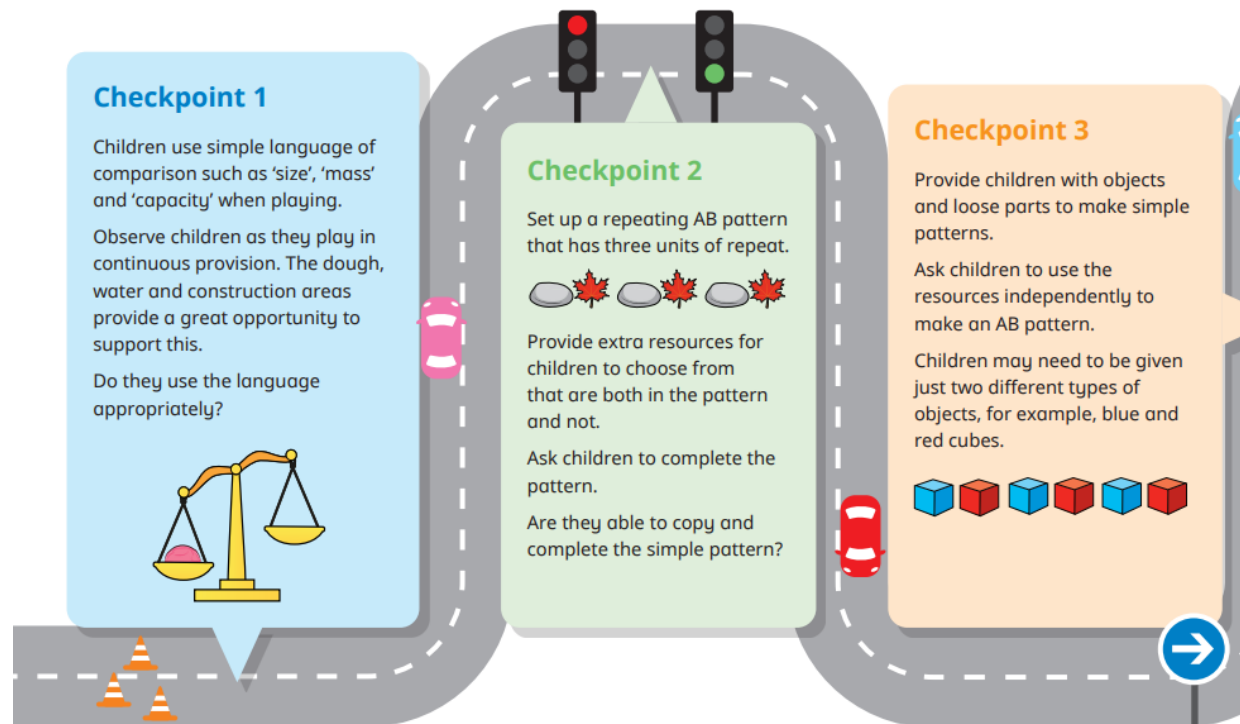 Checkpoint 1
Children use simple language of
comparison such as ‘size’, ‘mass’
and ‘capacity’ when playing.
Observe children as they play in
continuous provision. The dough,
water and construction areas
provide a great opportunity to
support this.
Do they use the language
appropriately?
Checkpoint 2
Set up a repeating AB pattern
that has three units of repeat.
Provide extra resources for
children to choose from
that are both in the pattern
and not.
Ask children to complete the
pattern.
Are they able to copy and
complete the simple pattern?
Checkpoint 3
Provide children with objects
and loose parts to make simple
patterns.
Ask children to use the
resources independently to
make an AB pattern.
Children may need to be given
just two different types of
objects, for example, blue and
red cubes.